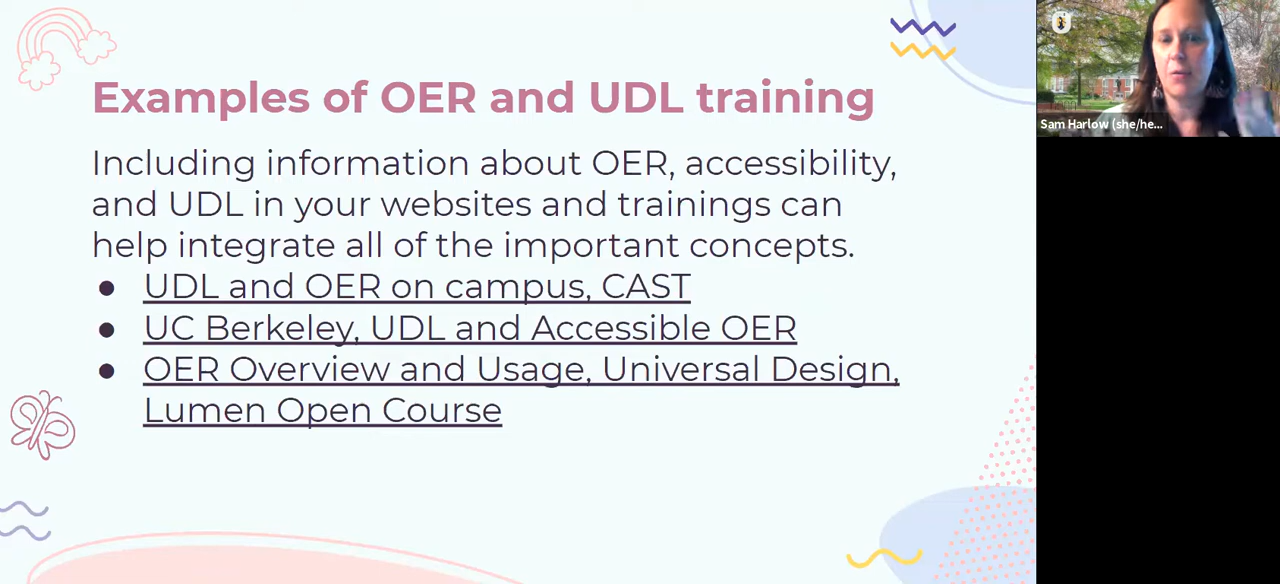 Examples of OER and UDL training
Including information about OER, accessibility,
and UDL in your websites and trainings can
help integrate all of the important concepts.
● UDL and OER on campus, CAST
● UC Berkeley, UDL and Accessible OER
● OER Overview and Usage, Universal Design,
Lumen Open Course
Sam Harlow (she/he...